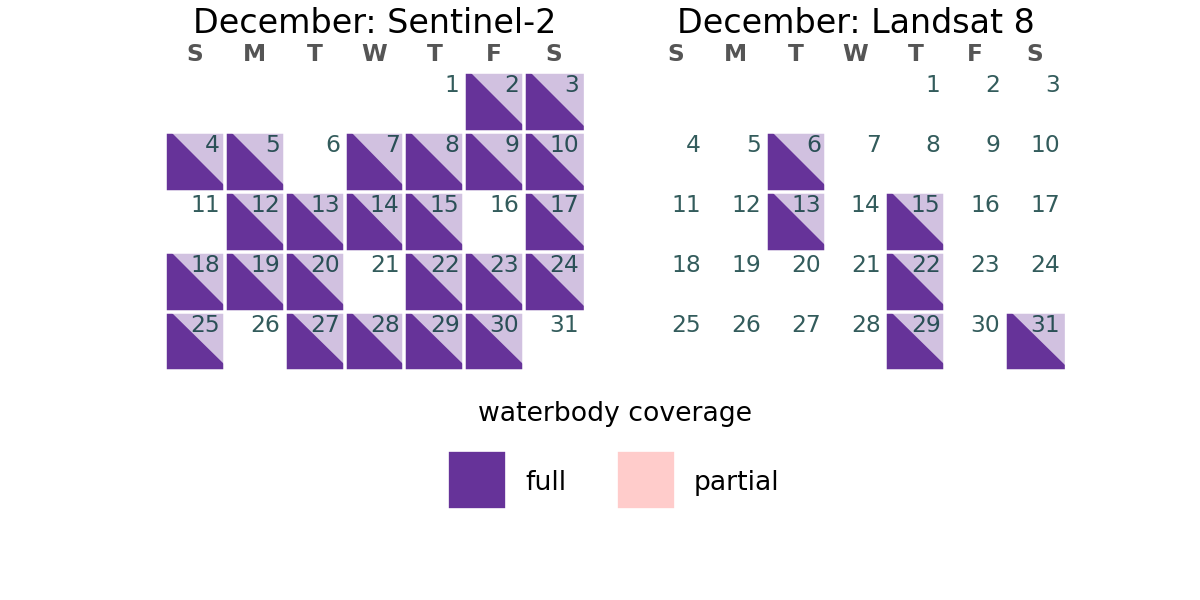 December: Sentinel-2
S M T W T F S
1 2 3
4 5 6 7 8 9 10
11 12 13 14 15 16 17
18 19 20 21 22 23 24
25 26 27 28 29 30 31
December: Landsat 8
S M T W T F S
1 2 3
4 5 6 7 8 9 10
11 12 13 14 15 16 17
18 19 20 21 22 23 24
25 26 27 28 29 30 31
waterbody coverage
full partial